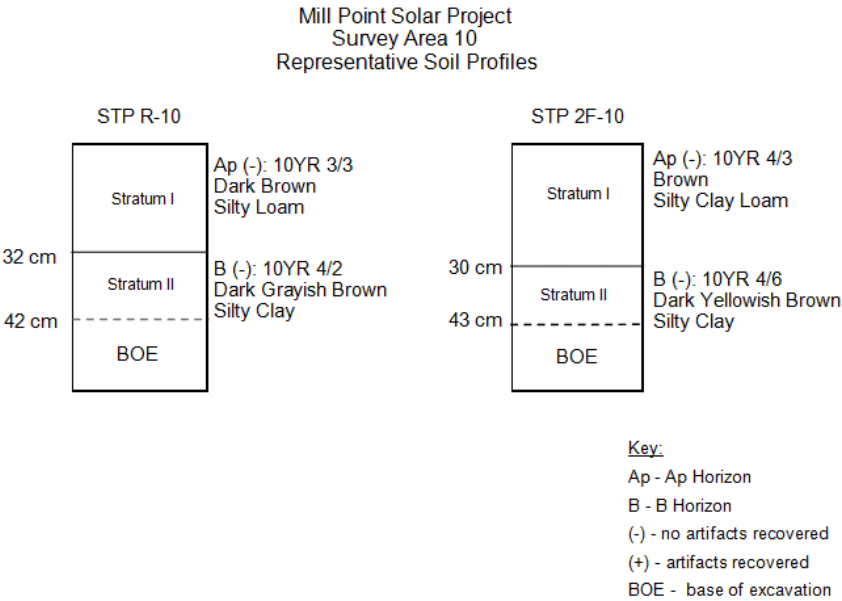 Mill Point Solar Project
Survey Area 10
Representative Soil Profiles
STP R-10
Stratum I
Ap (-): 10YR 3/3
Dark Brown
Silty Loam
32 cm
Stratum II
B (-): 10YR 4/2
Dark Grayish Brown
Silty Clay
42 cm
BOE
STP 2F-10
Stratum I
Ap (-): 10YR 4/3
Brown
Silty Clay Loam
30 cm
Stratum II
B (-): 10YR 4/6
Dark Yellowish Brown
Silty Clay
43 cm
BOE
Key:
Ap - Ap Horizon
B - B Horizon
(-) - no artifacts recovered
(+) - artifacts recovered
BOE - base of excavation